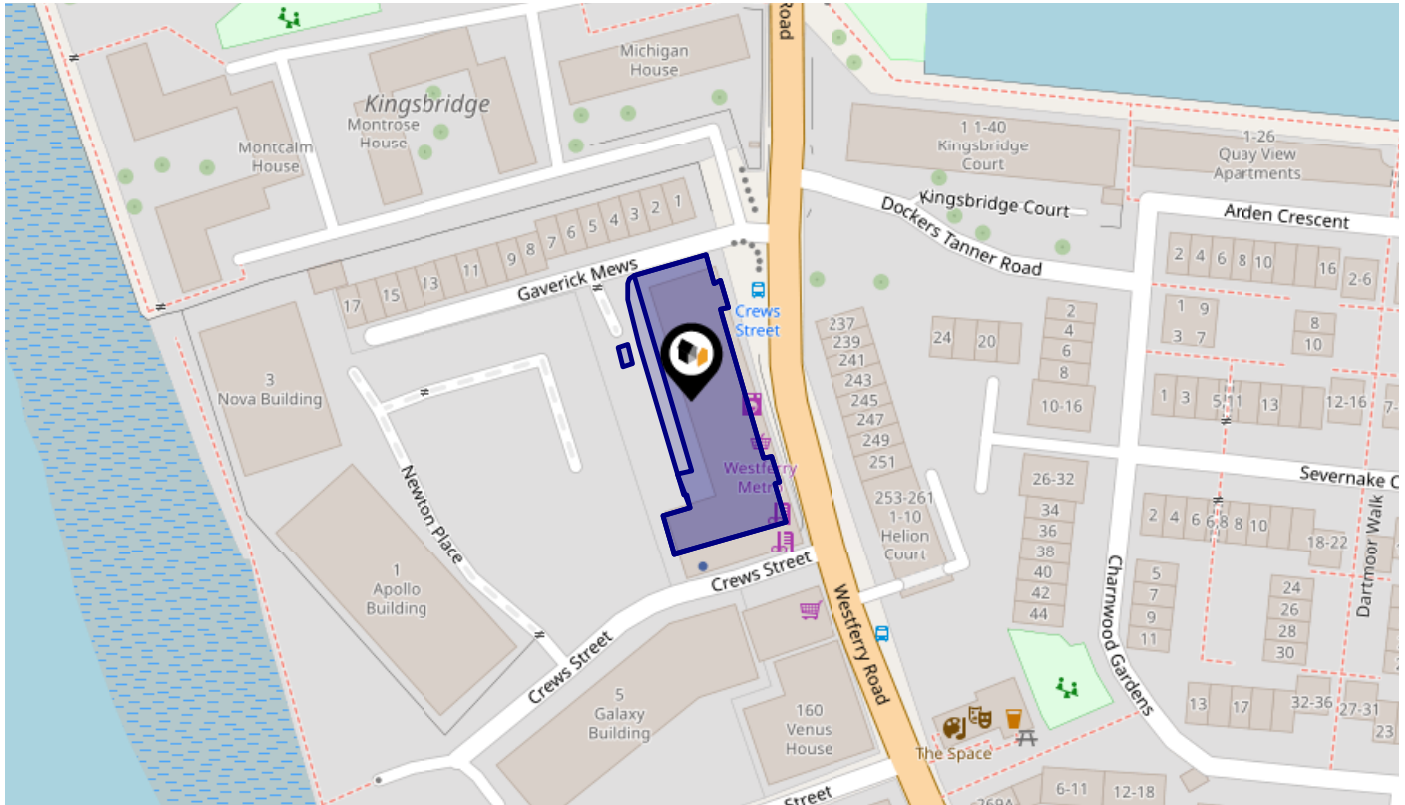 Road
Michigan
House
Kingsbridge
Montrose
House
Montcalm
House
1 1-40
Kingsbridge
Court
1-26
Quay View
Apartments
Kingsbridge Court
Arden Crescent
Dockers Tanner Road
17
15
13
11
9
8
7
6
5
4
3
2
1
Gaverick Mews
Crews
Street
2
4
6
8
10
16
2-6
1
9
3
7
8
10
237
239
241
243
245
247
249
251
24
20
2
4
6
8
10-16
1
3
5
11
13
12-16
7-
3
Nova Building
Westferry
Metro
Newton Place
Severnake C
26-32
34
36
38
40
42
44
253-261
1-10
Helion
Court
2
4
6
6,8
8
10
18-22
Dartmoor Walk
1
Apollo
Building
Crews Street
Westferry Road
Charnwood Gardens
5
7
9
11
24
26
28
30
Crews Street
5
Galaxy
Building
160
Venus
House
13
17
32-36
27-31
23
The Space
Street
269A
6-11
12-18